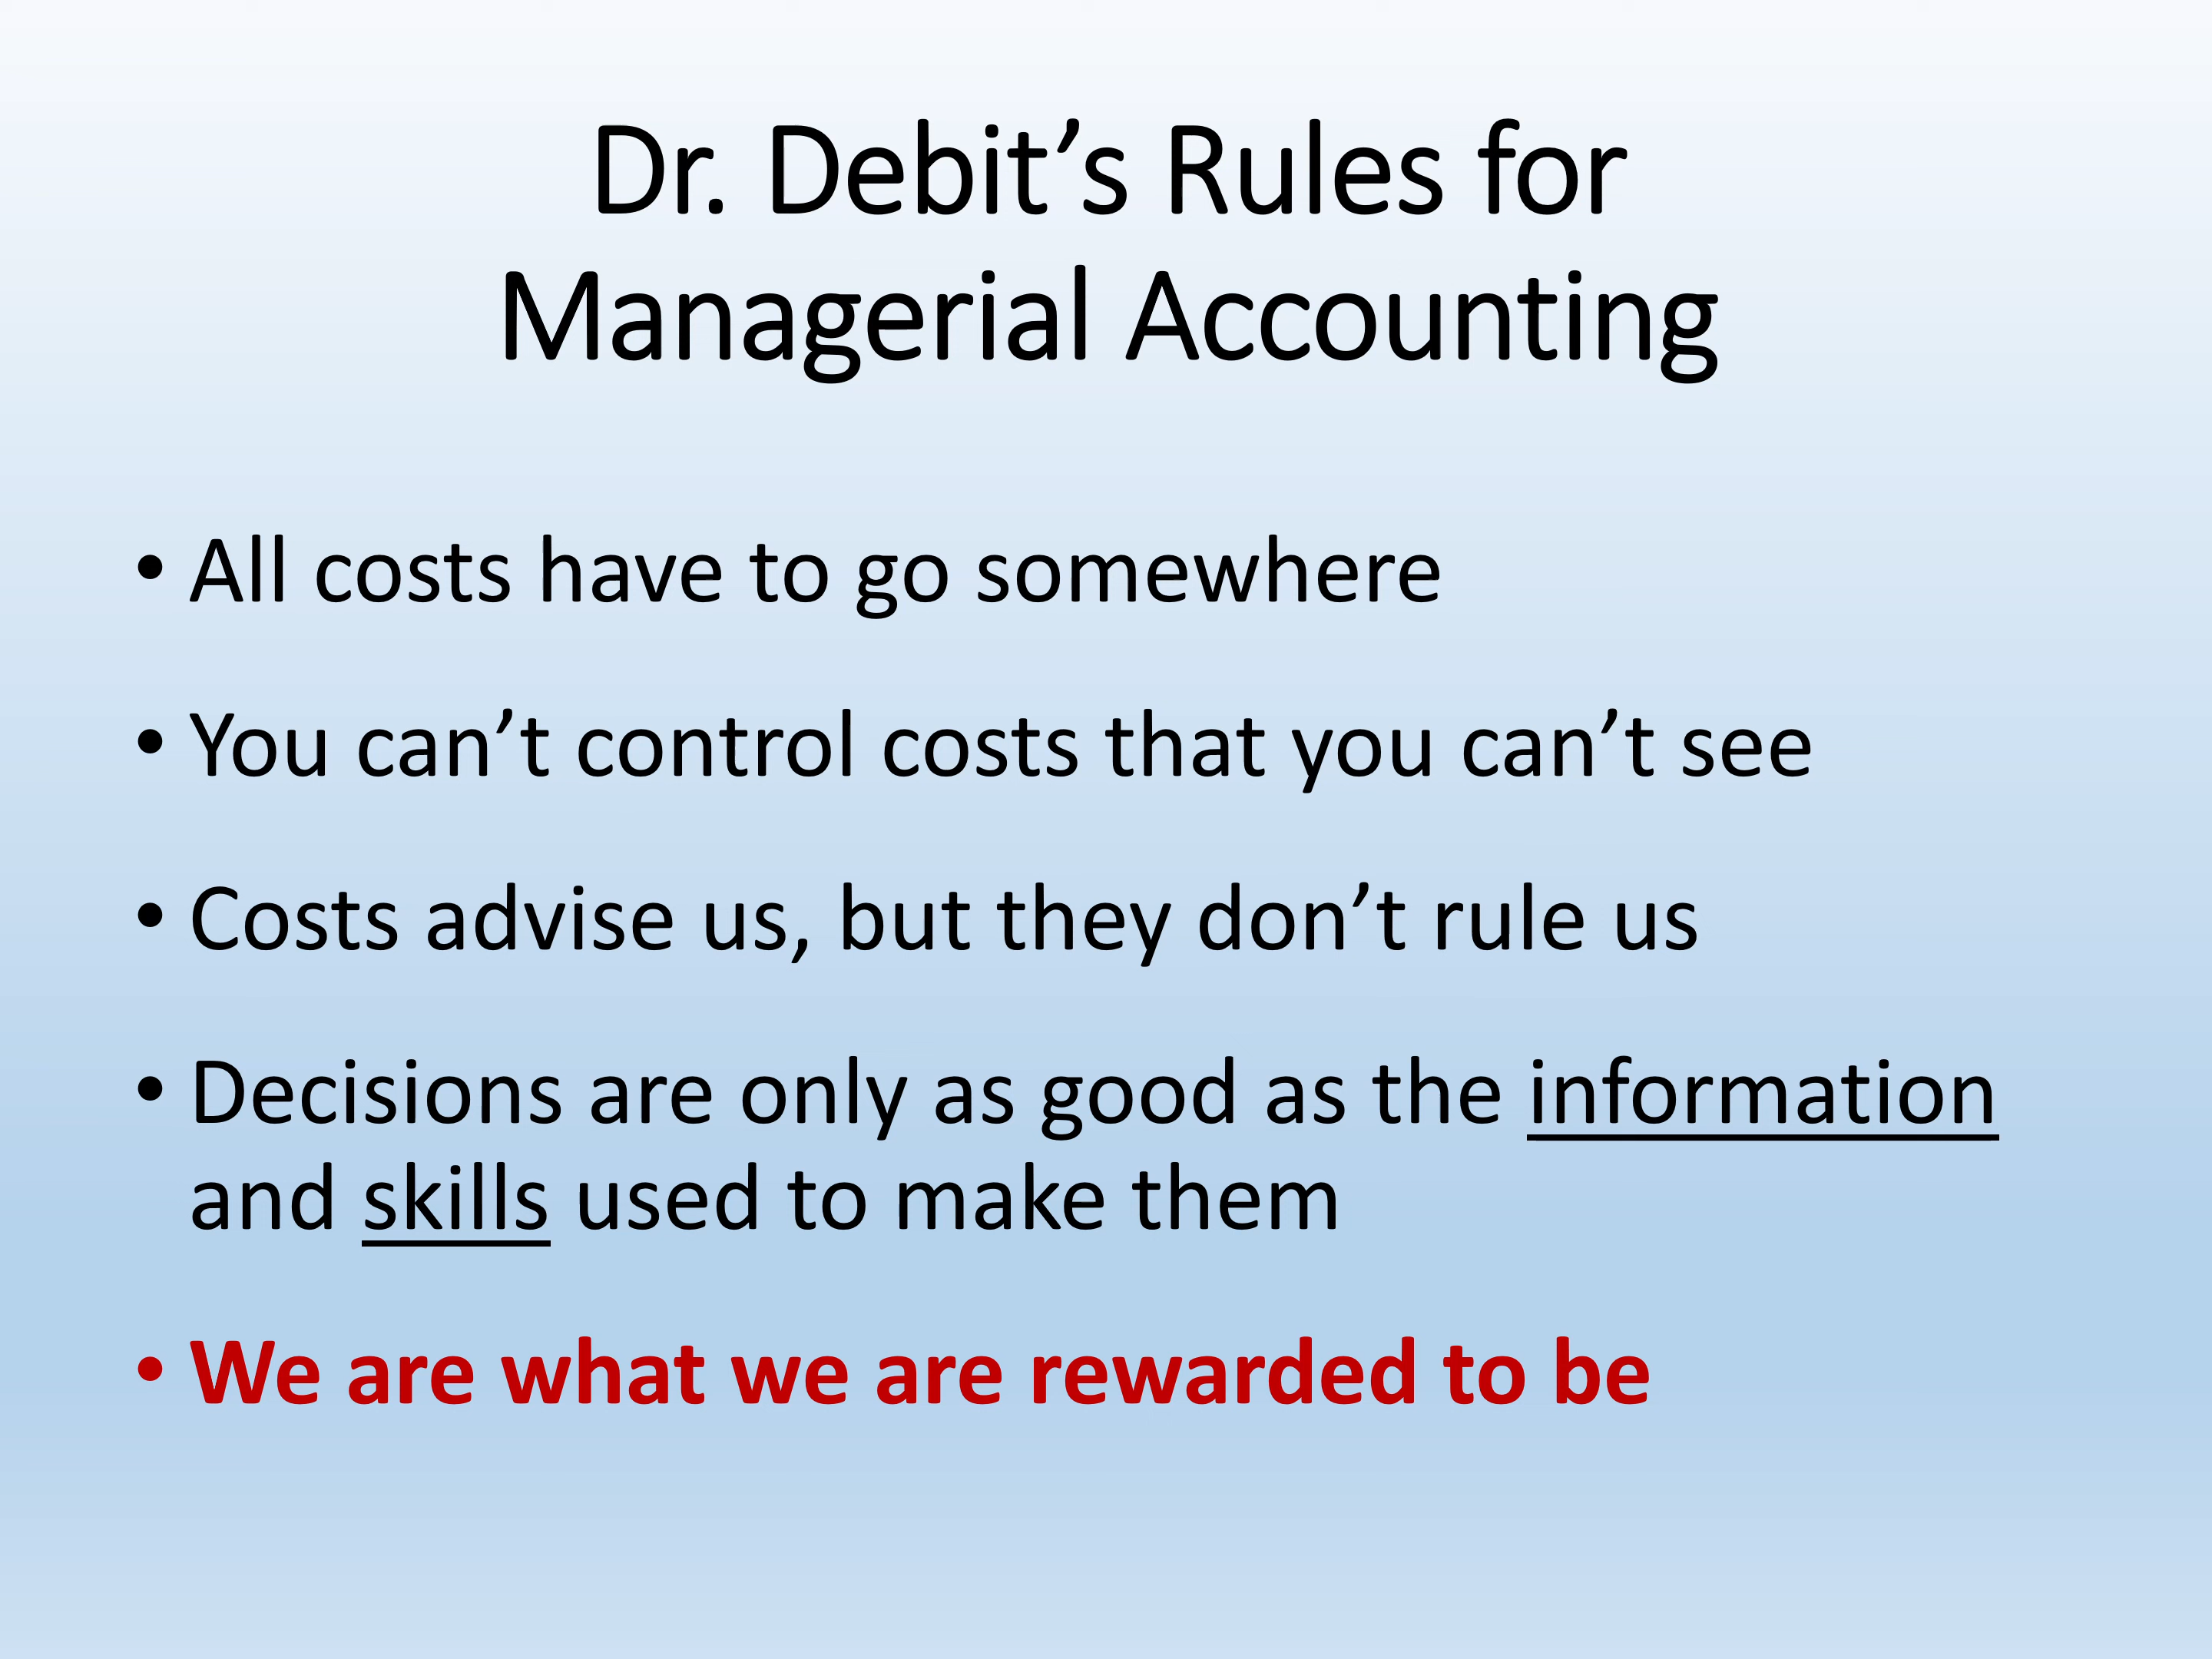 Dr. Debit’s Rules for
Managerial Accounting
• All costs have to go somewhere
• You can’t control costs that you can’t see
• Costs advise us, but they don’t rule us
• Decisions are only as good as the information
and skills used to make them
• We are what we are rewarded to be